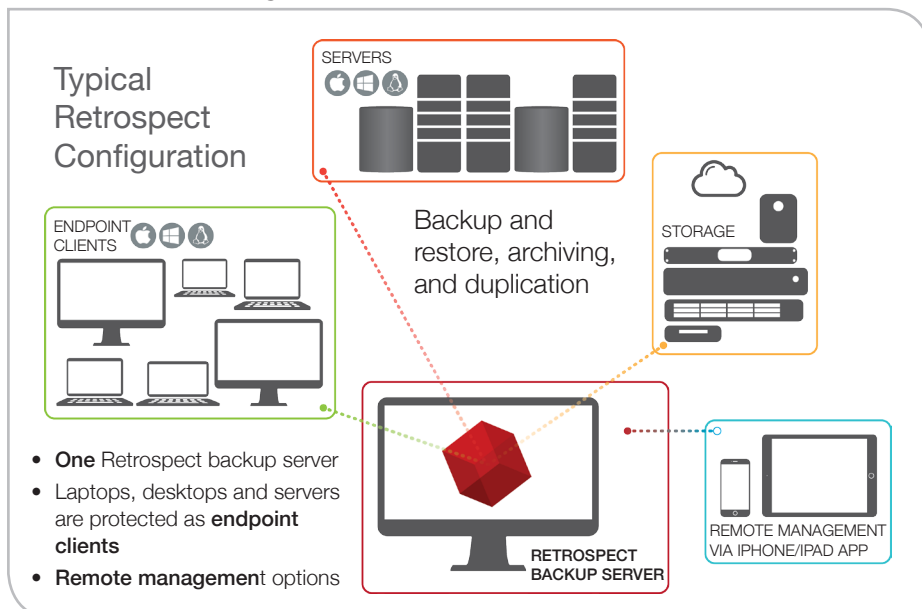 Typical
Retrospect
Configuration
SERVERS
ENDPOINT
CLIENTS
Backup and
restore, archiving,
and duplication
STORAGE
• One Retrospect backup server
• Laptops, desktops and servers
are protected as endpoint
clients
• Remote management options
RETROSPECT
BACKUP SERVER
REMOTE MANAGEMENT
VIA IPHONE/IPAD APP